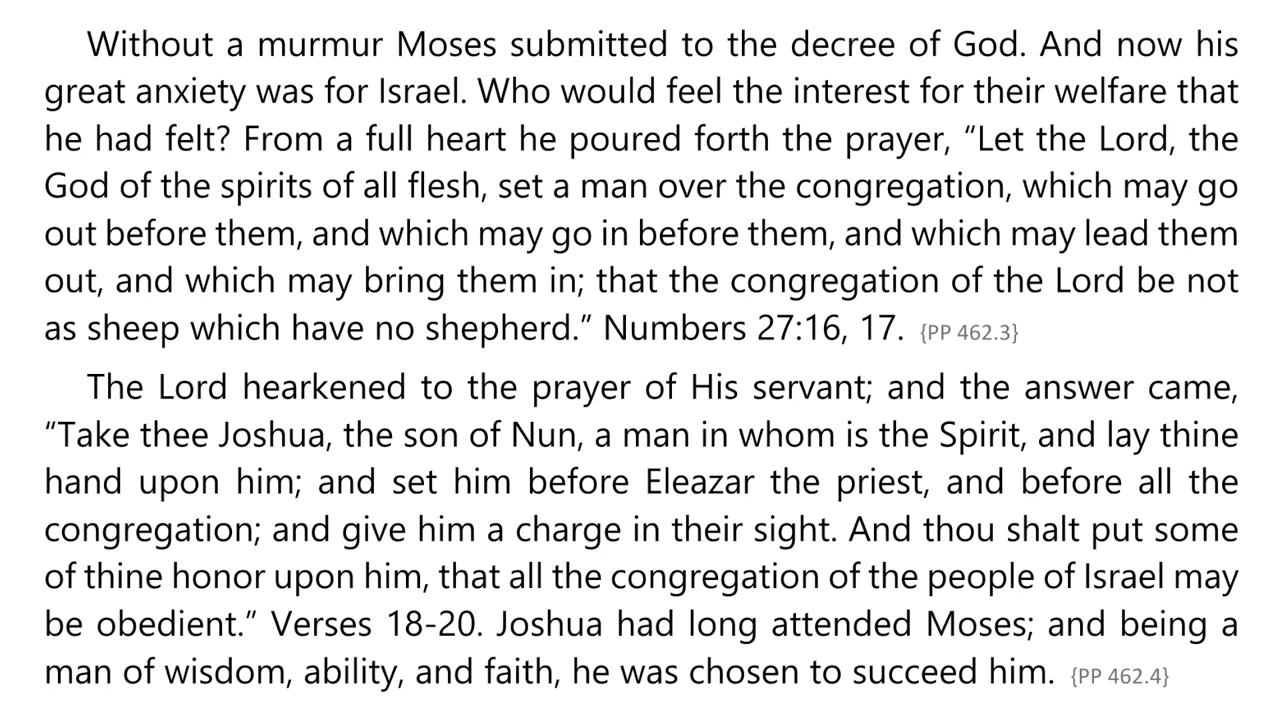 Without a murmur Moses submitted to the decree of God. And now his
great anxiety was for Israel. Who would feel the interest for their welfare that
he had felt? From a full heart he poured forth the prayer, “Let the Lord, the
God of the spirits of all flesh, set a man over the congregation, which may go
out before them, and which may go in before them, and which may lead them
out, and which may bring them in; that the congregation of the Lord be not
as sheep which have no shepherd.” Numbers 27:16, 17. {PP 462.3}
The Lord hearkened to the prayer of His servant; and the answer came,
“Take thee Joshua, the son of Nun, a man in whom is the Spirit, and lay thine
hand upon him; and set him before Eleazar the priest, and before all the
congregation; and give him a charge in their sight. And thou shalt put some
of thine honor upon him, that all the congregation of the people of Israel may
be obedient.” Verses 18-20. Joshua had long attended Moses; and being a
man of wisdom, ability, and faith, he was chosen to succeed him. {PP 462.4}